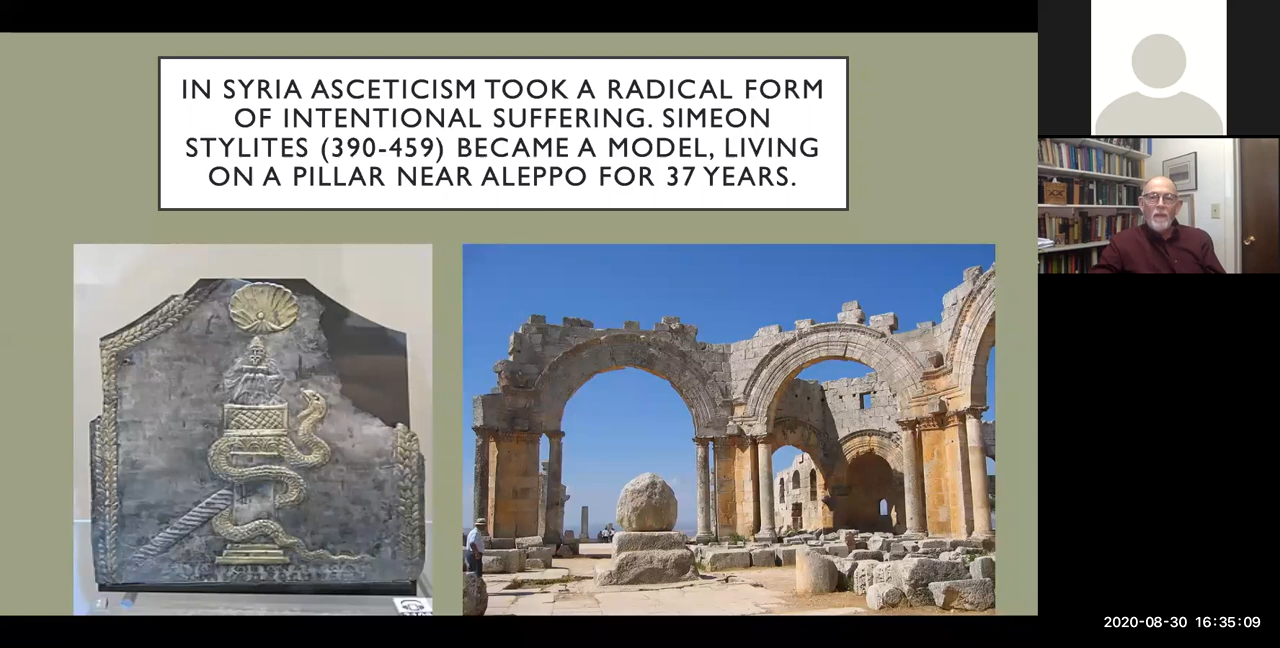 IN SYRIA ASCETICISM TOOK A RADICAL FORM
OF INTENTIONAL SUFFERING. SIMEON
STYLITES (390-459) BECAME A MODEL, LIVING
ON A PILLAR NEAR ALEPPO FOR 37 YEARS.
2020-08-30 16:35:09